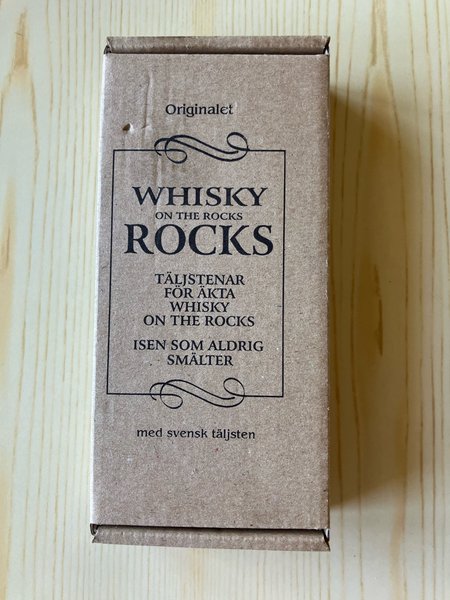 Originalet
WHISKY
ON THE ROCKS
ROCKS
TÄLJSTENAR
FÖR ÄKTA
WHISKY
ON THE ROCKS
ISEN SOM ALDRIG
SMÄLTER
med svensk täljsten